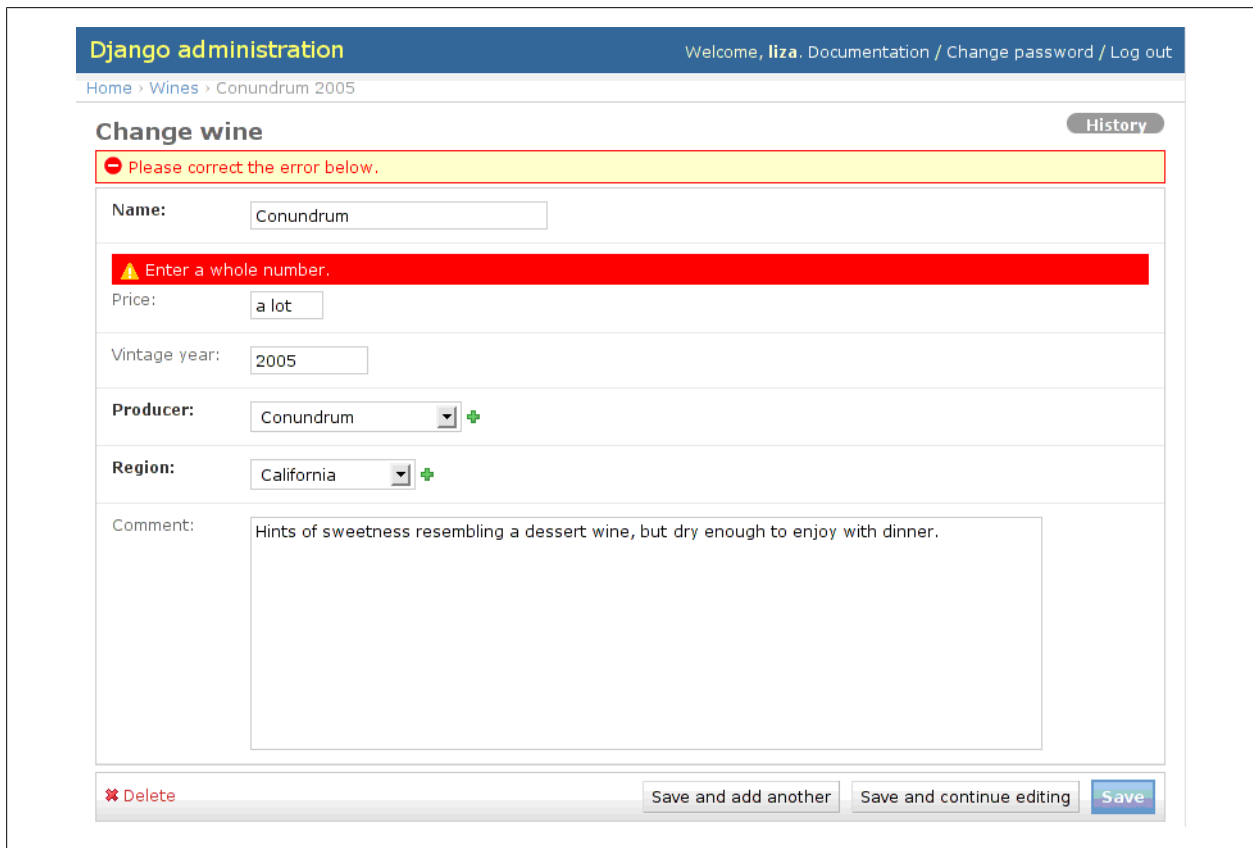 Django administration
Welcome, liza. Documentation / Change password / Log out
Home › Wines › Conundrum 2005
Change wine
History
Please correct the error below.
Name:
Conundrum
Enter a whole number.
Price:
a lot
Vintage year:
2005
Producer:
Conundrum
Region:
California
Comment:
Hints of sweetness resembling a dessert wine, but dry enough to enjoy with dinner.
Delete
Save and add another
Save and continue editing
Save